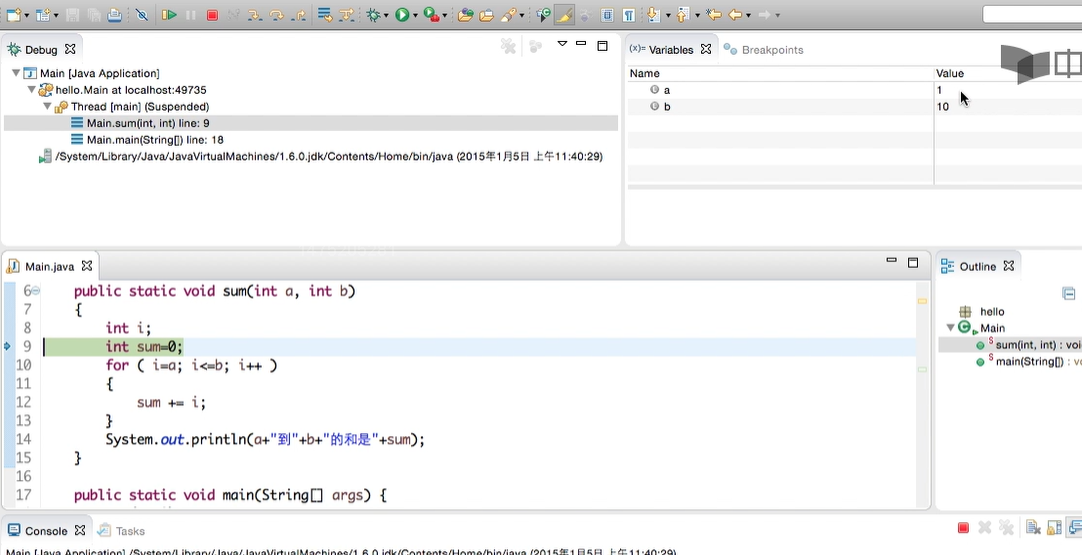 Debug
Main [Java Application]
hello.Main at localhost:49735
Thread [main] (Suspended)
Main.sum(int, int) line: 9
Main.main(String[]) line: 18
/System/Library/Java/JavaVirtualMachines/1.6.0.jdk/Contents/Home/bin/java (2015年1月5日 上午11:40:29)
(x)= Variables
Breakpoints
中
Name Value
a 1
b 10
Main.java
6 public static void sum(int a, int b)
7 {
8 int i;
9 int sum=0;
10 for ( i=a; i<=b; i++ )
11 {
12 sum += i;
13 }
14 System.out.println(a+"到"+b+"的和是"+sum);
15 }
16
17 public static void main(String[] args) {
Outline
hello
Main
S sum(int, int) : voi
S main(String[]) : vo
Console
Tasks
Main [Java Application] /System/Library/Java/JavaVirtualMachines/1.6.0.jdk/Contents/Home/bin/java (2015年1月5日 上午11:40:29)